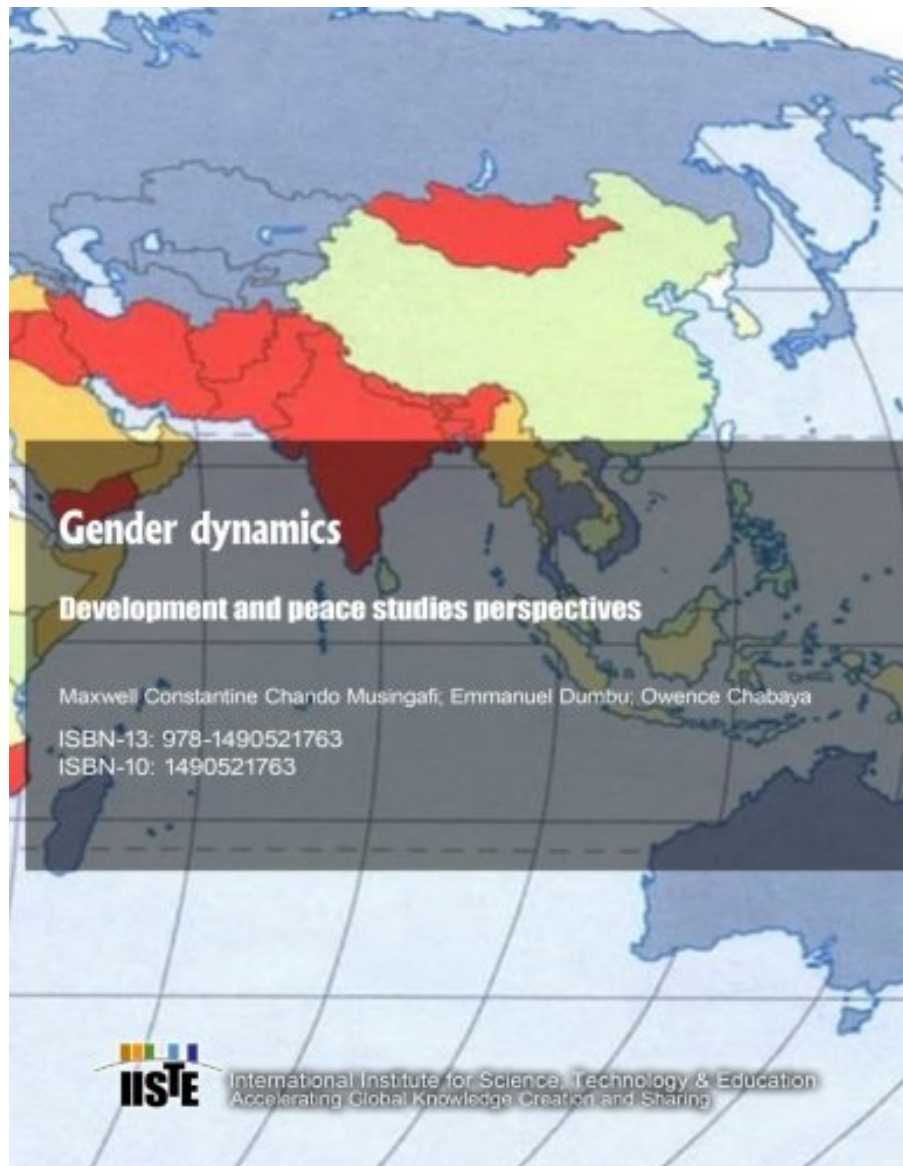 Gender dynamics
Development and peace studies perspectives
Maxwell Constantine Chando Musingafi; Emmanuel Dumbu; Owence Chabaya
ISBN-13: 978-1490521763
ISBN-10: 1490521763
IISTE
International Institute for Science, Technology & Education
Accelerating Global Knowledge Creation and Sharing